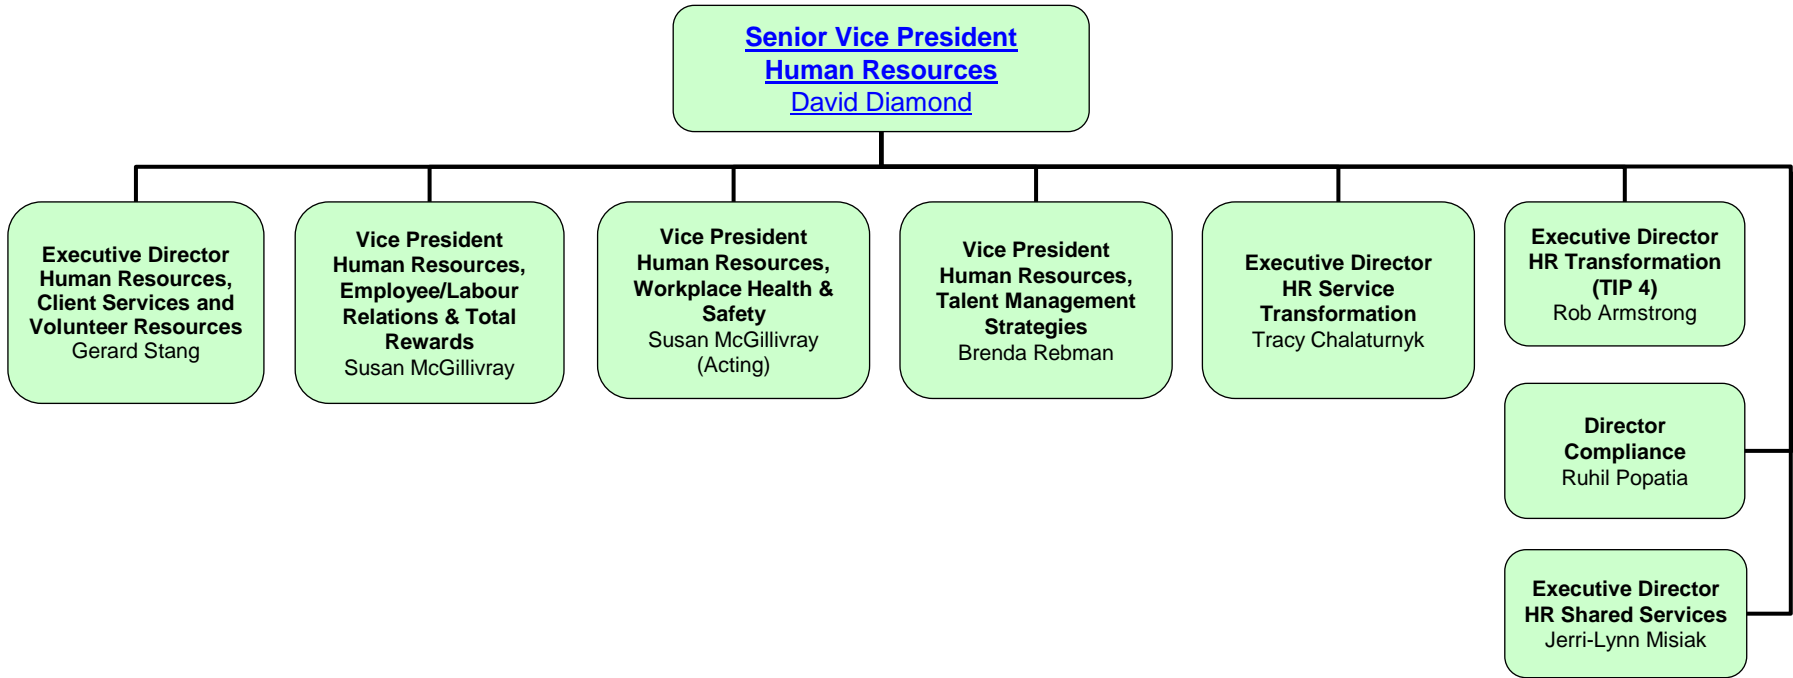 Senior Vice President
Human Resources
David Diamond
Executive Director
Human Resources,
Client Services and
Volunteer Resources
Gerard Stang
Vice President
Human Resources,
Employee/Labour
Relations & Total
Rewards
Susan McGillivray
Vice President
Human Resources,
Workplace Health &
Safety
Susan McGillivray
(Acting)
Vice President
Human Resources,
Talent Management
Strategies
Brenda Rebman
Executive Director
HR Service
Transformation
Tracy Chalaturnyk
Executive Director
HR Transformation
(TIP 4)
Rob Armstrong
Director
Compliance
Ruhil Popatia
Executive Director
HR Shared Services
Jerri-Lynn Misiak